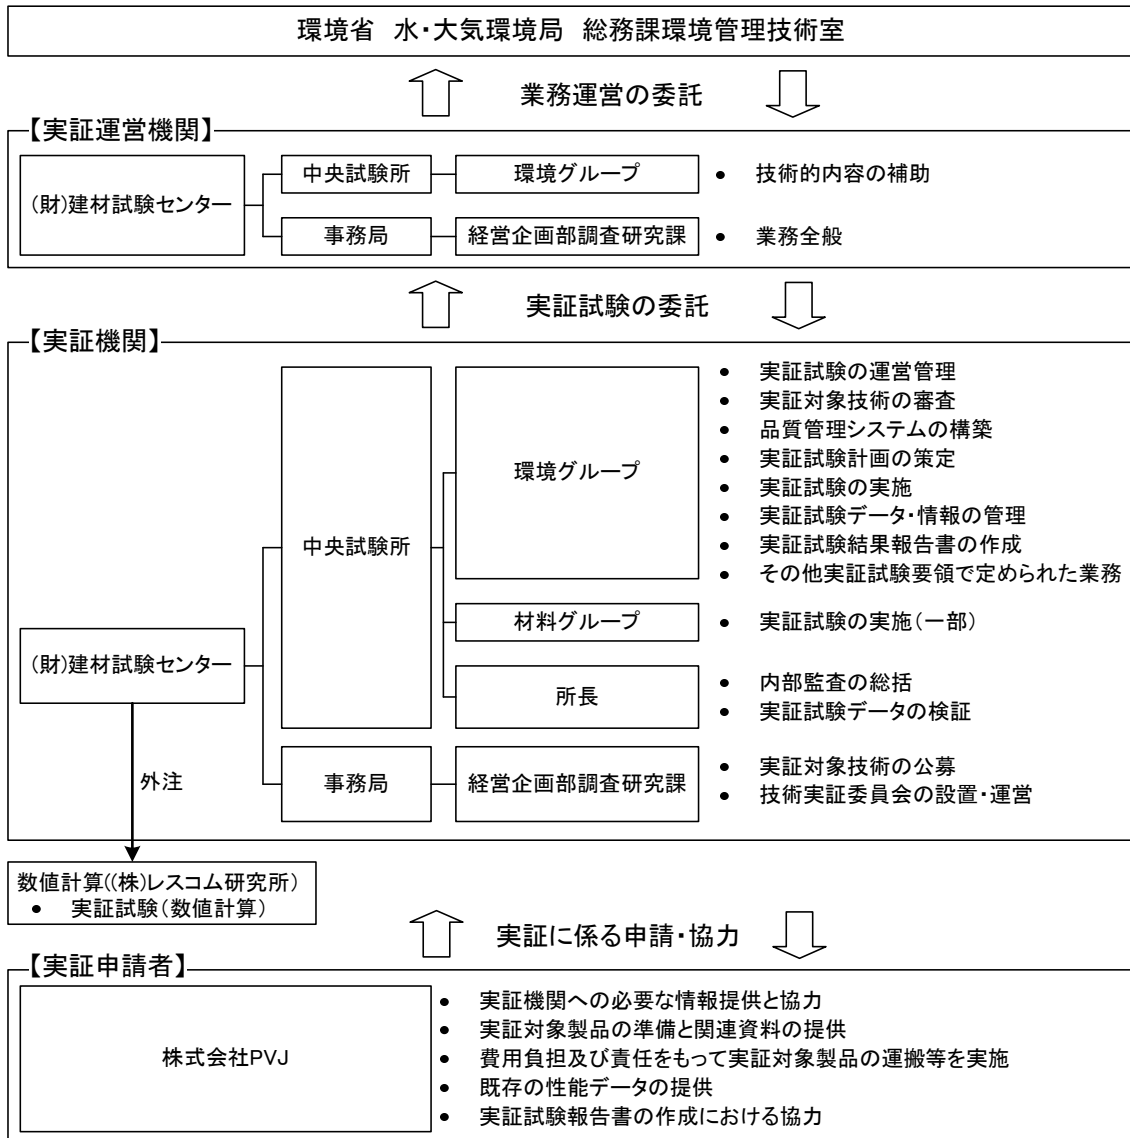 環境省　水・大気環境局　総務課環境管理技術室
業務運営の委託
【実証運営機関】
(財)建材試験センター
中央試験所
環境グループ
• 技術的内容の補助
事務局
経営企画部調査研究課
• 業務全般
実証試験の委託
【実証機関】
(財)建材試験センター
中央試験所
環境グループ
• 実証試験の運営管理
• 実証対象技術の審査
• 品質管理システムの構築
• 実証試験計画の策定
• 実証試験の実施
• 実証試験データ・情報の管理
• 実証試験結果報告書の作成
• その他実証試験要領で定められた業務
材料グループ
• 実証試験の実施(一部)
所長
• 内部監査の総括
• 実証試験データの検証
事務局
経営企画部調査研究課
• 実証対象技術の公募
• 技術実証委員会の設置・運営
外注
数値計算((株)レスコム研究所)
• 実証試験(数値計算)
実証に係る申請・協力
【実証申請者】
株式会社PVJ
• 実証機関への必要な情報提供と協力
• 実証対象製品の準備と関連資料の提供
• 費用負担及び責任をもって実証対象製品の運搬等を実施
• 既存の性能データの提供
• 実証試験報告書の作成における協力